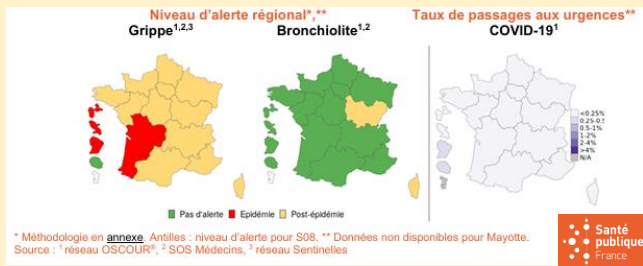 Niveau d'alerte régional*,**
Taux de passages aux urgences**
Grippe1,2,3
Bronchiolite1,2
COVID-191
<0.25%
0.25-0.5
0.5-1%
1-2%
2-4%
>4%
N/A
Pas d'alerte
Epidémie
Post-épidémie
* Méthodologie en annexe. Antilles : niveau d'alerte pour S08. ** Données non disponibles pour Mayotte.
Source : 1 réseau OSCOUR®, 2 SOS Médecins, 3 réseau Sentinelles
Santé
publique
France